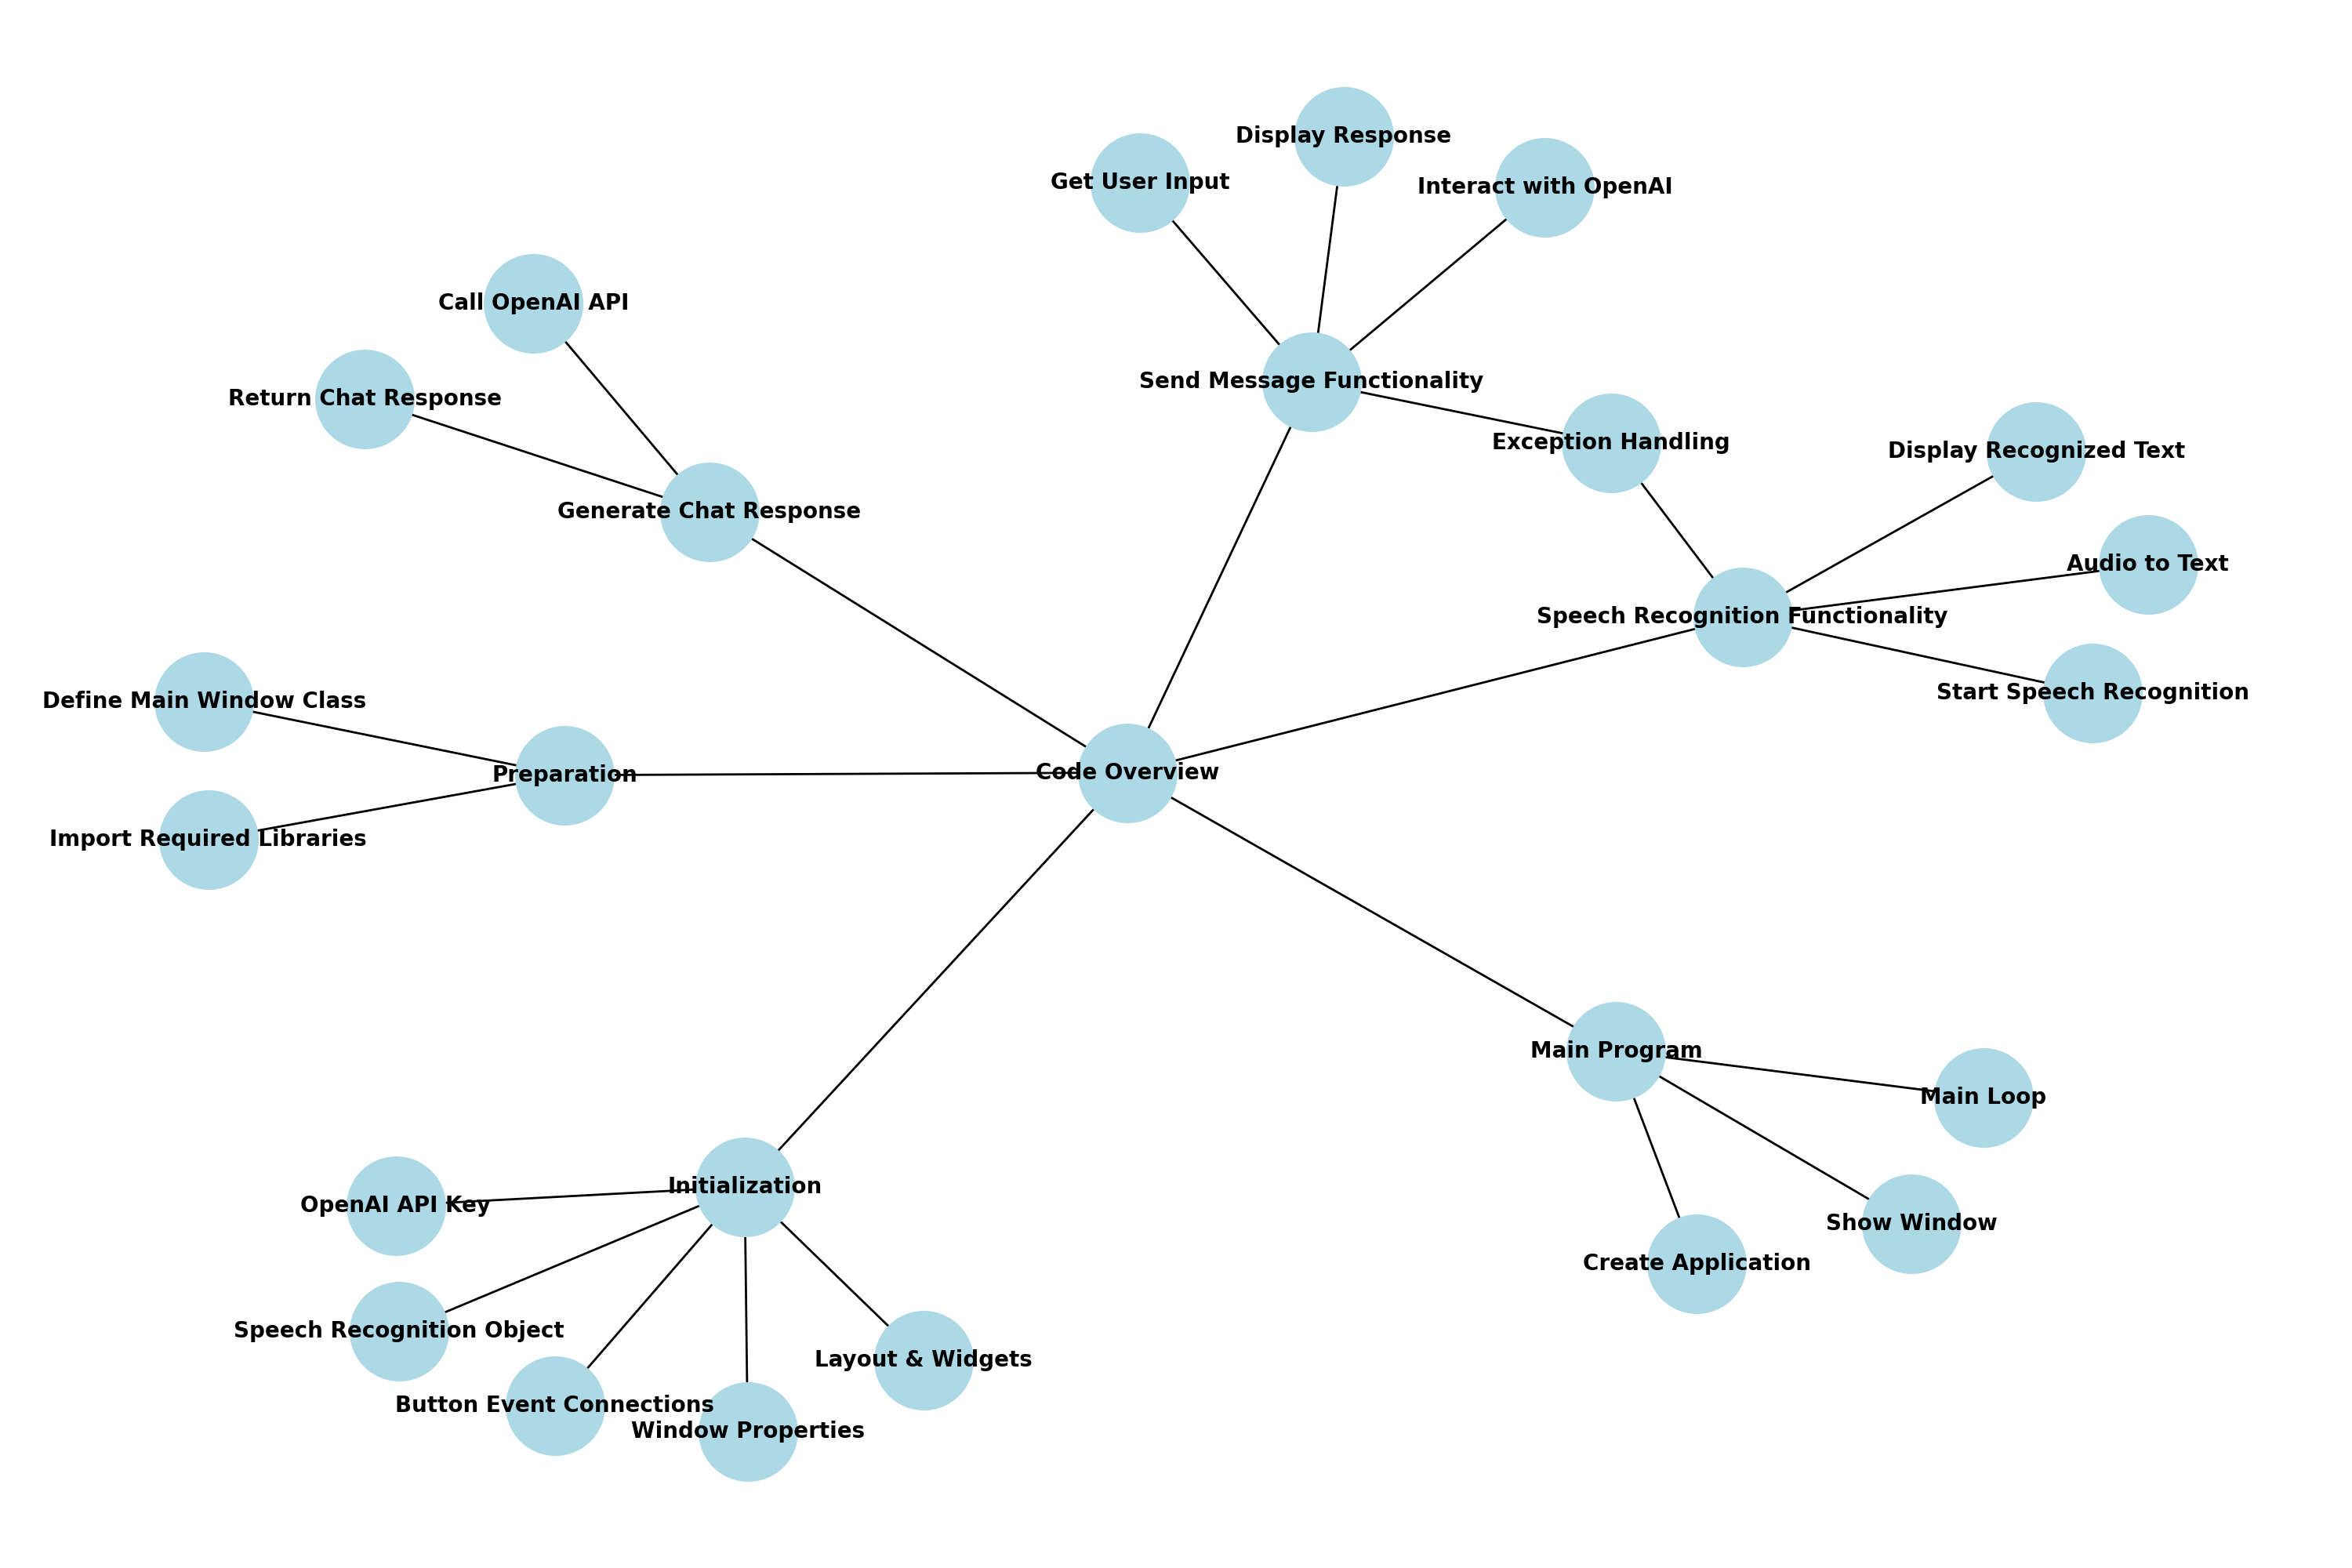 Display Response
Get User Input
Interact with OpenAI
Call OpenAI API
Send Message Functionality
Return Chat Response
Exception Handling
Display Recognized Text
Generate Chat Response
Audio to Text
Speech Recognition Functionality
Start Speech Recognition
Define Main Window Class
Code Overview
Preparation
Import Required Libraries
Main Program
Main Loop
Initialization
OpenAI API Key
Show Window
Create Application
Speech Recognition Object
Layout & Widgets
Button Event Connections
Window Properties